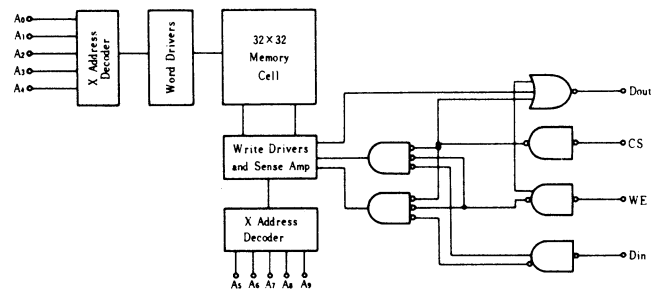 A0
A1
A2
A3
A4
X Address
Decoder
Word Drivers
32×32
Memory
Cell
Write Drivers
and Sense Amp
X Address
Decoder
A5 A6 A7 A8 A9
Dout
CS
WE
Din